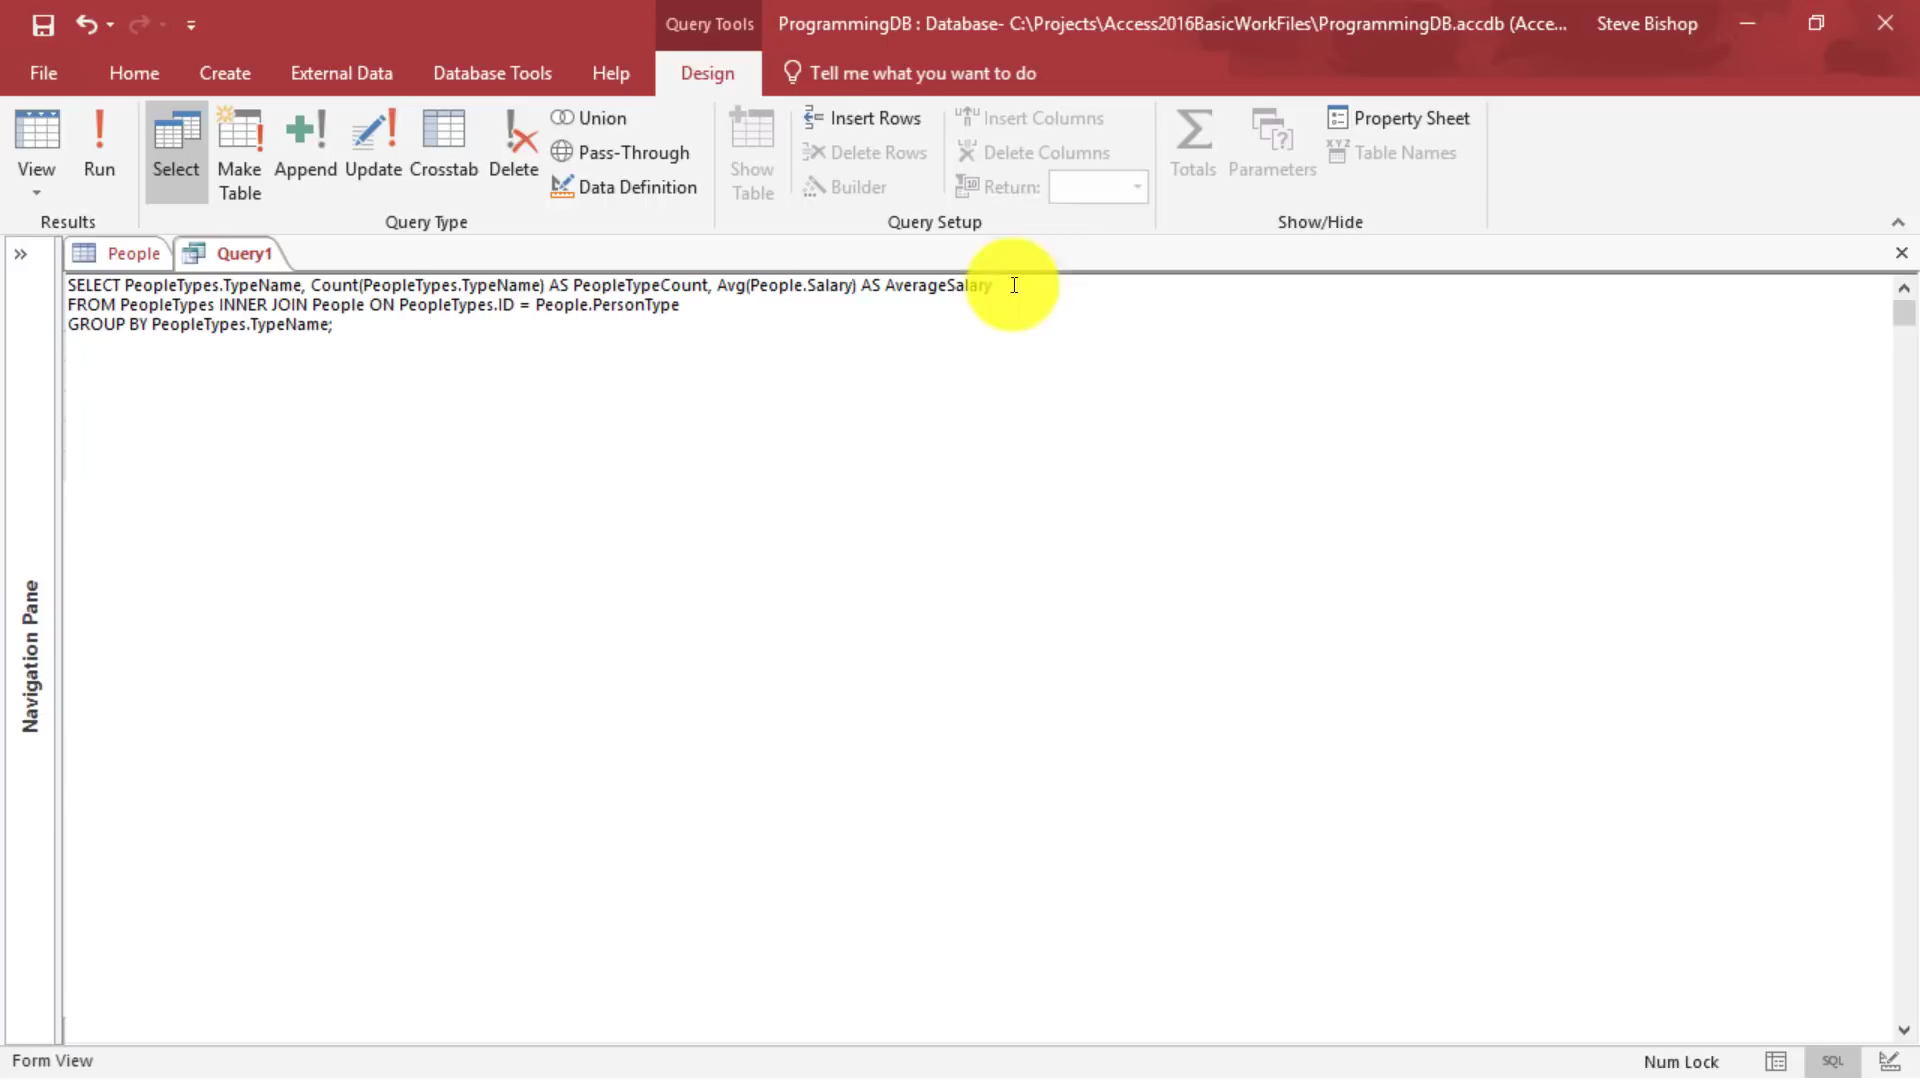 Query Tools
ProgrammingDB : Database- C:\Projects\Access2016BasicWorkFiles\ProgrammingDB.accdb (Acce...
Steve Bishop
File Home Create External Data Database Tools Help Design Tell me what you want to do
View Run Select Make Table Append Update Crosstab Delete
Union
Pass-Through
Data Definition
Show Table
Insert Rows
Delete Rows
Builder
Insert Columns
Delete Columns
Return:
Totals Parameters
Property Sheet
XYZ Table Names
Results Query Type Query Setup Show/Hide
People Query1
SELECT PeopleTypes.TypeName, Count(PeopleTypes.TypeName) AS PeopleTypeCount, Avg(People.Salary) AS AverageSalary
FROM PeopleTypes INNER JOIN People ON PeopleTypes.ID = People.PersonType
GROUP BY PeopleTypes.TypeName;
Navigation Pane
Form View Num Lock SQL